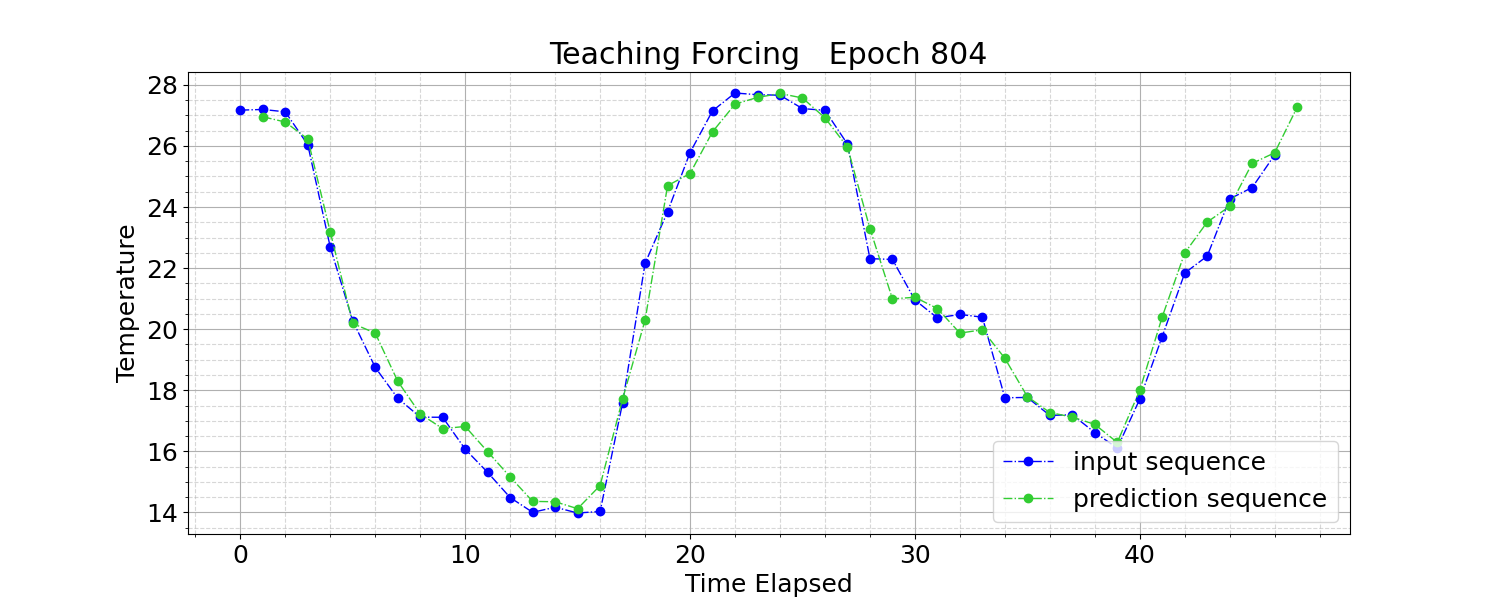 Teaching Forcing   Epoch 804
28
26
24
22
20
18
16
14
Temperature
input sequence
prediction sequence
0 10 20 30 40
Time Elapsed